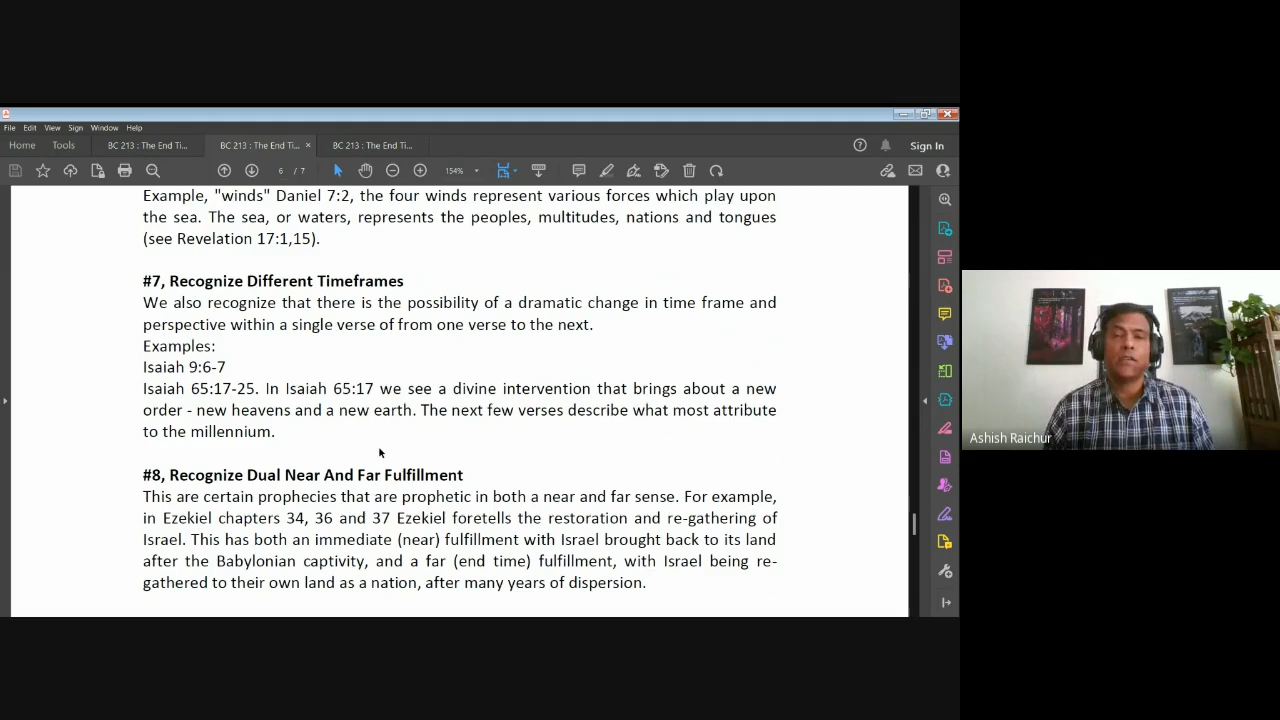 File Edit View Sign Window Help
Home Tools BC 213 : The End Ti... BC 213 : The End Ti... × BC 213 : The End Ti... Sign In
6 / 7 154%
Example, "winds" Daniel 7:2, the four winds represent various forces which play upon
the sea. The sea, or waters, represents the peoples, multitudes, nations and tongues
(see Revelation 17:1,15).
#7, Recognize Different Timeframes
We also recognize that there is the possibility of a dramatic change in time frame and
perspective within a single verse of from one verse to the next.
Examples:
Isaiah 9:6-7
Isaiah 65:17-25. In Isaiah 65:17 we see a divine intervention that brings about a new
order - new heavens and a new earth. The next few verses describe what most attribute
to the millennium.
#8, Recognize Dual Near And Far Fulfillment
This are certain prophecies that are prophetic in both a near and far sense. For example,
in Ezekiel chapters 34, 36 and 37 Ezekiel foretells the restoration and re-gathering of
Israel. This has both an immediate (near) fulfillment with Israel brought back to its land
after the Babylonian captivity, and a far (end time) fulfillment, with Israel being re-
gathered to their own land as a nation, after many years of dispersion.
Ashish Raichur